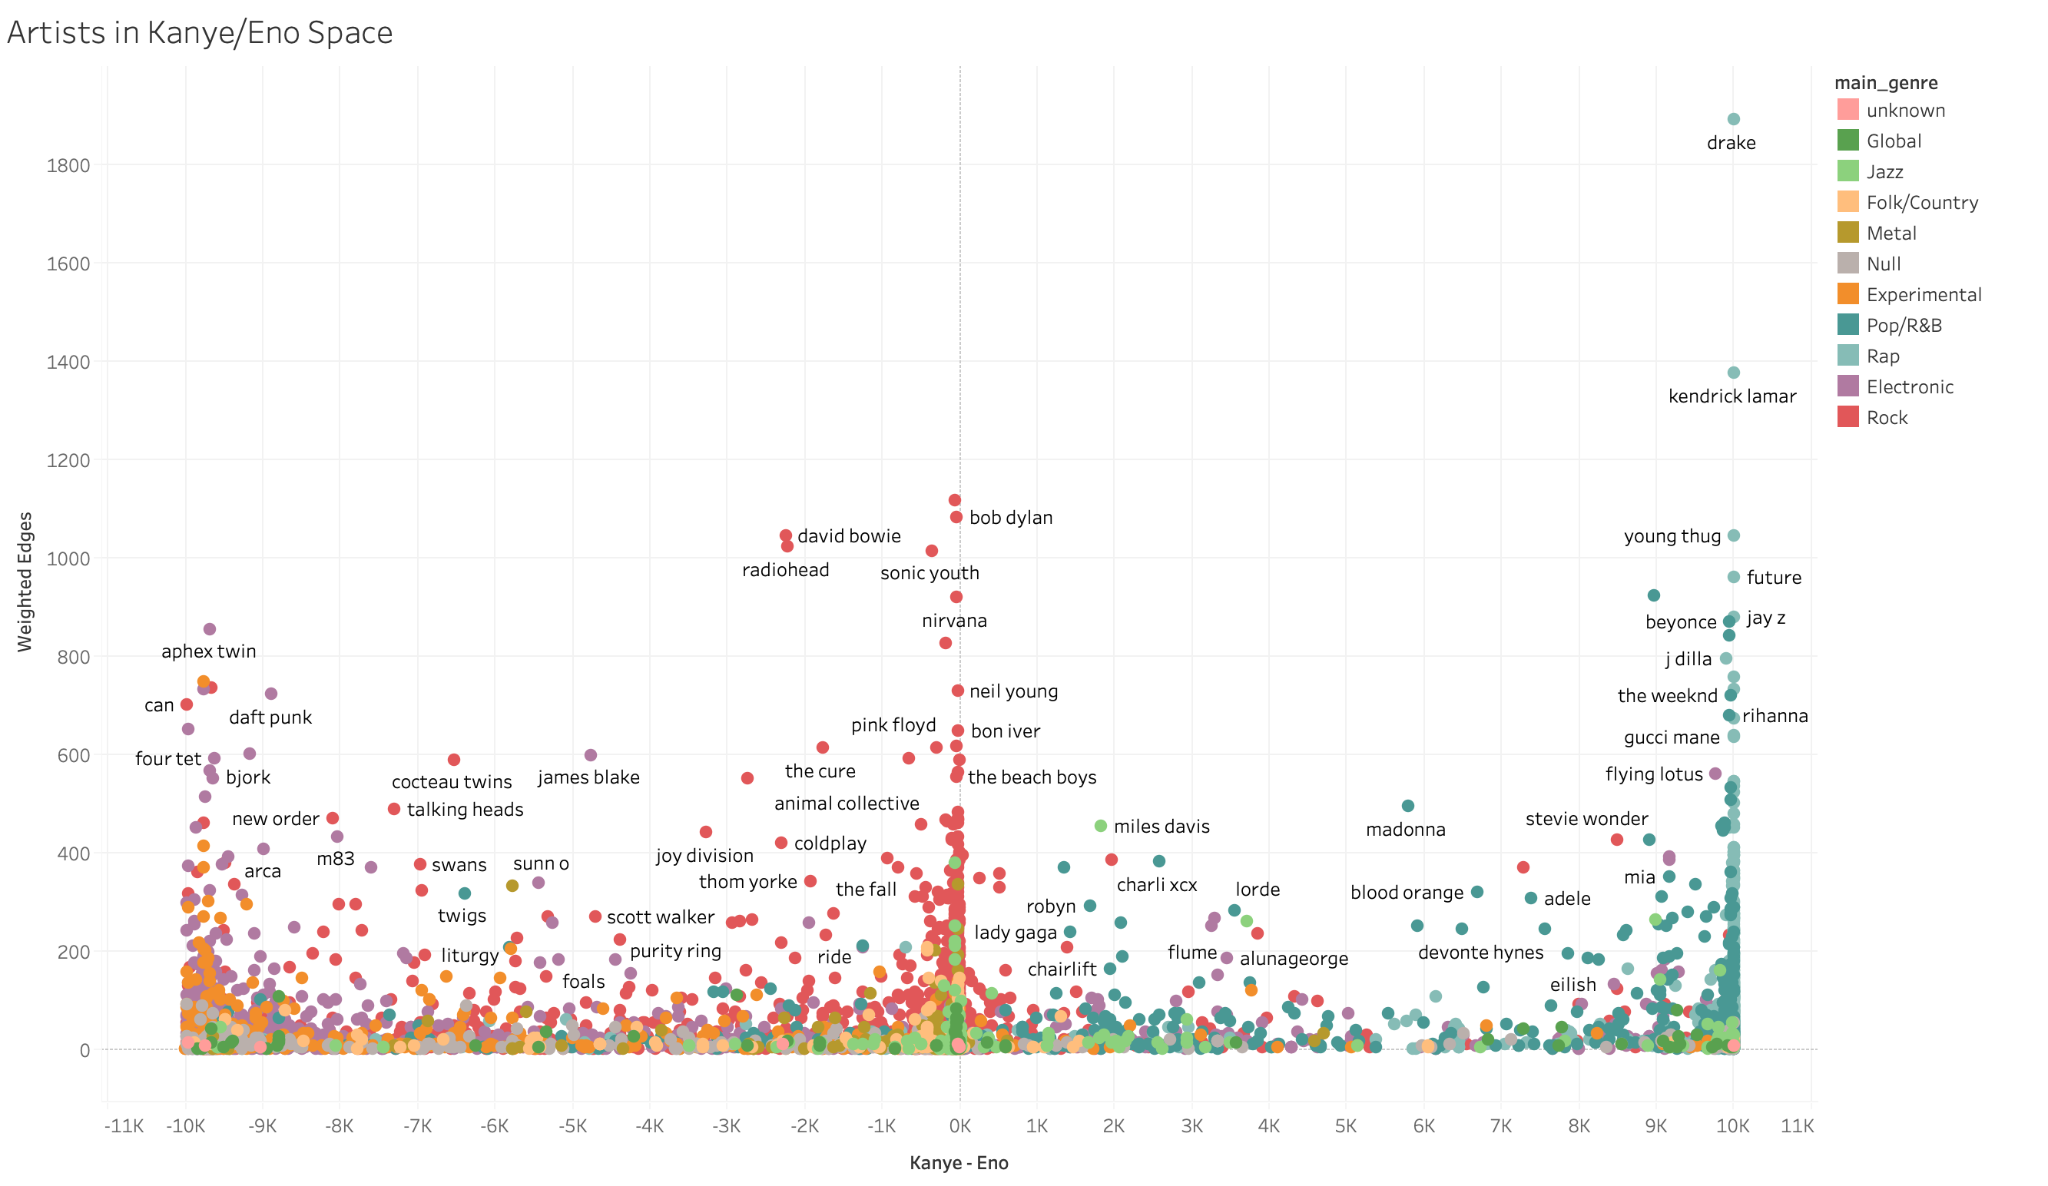 Artists in Kanye/Eno Space
main_genre
unknown
Global
Jazz
Folk/Country
Metal
Null
Experimental
Pop/R&B
Rap
Electronic
Rock
Weighted Edges
1800
1600
1400
1200
1000
800
600
400
200
0
drake
kendrick lamar
bob dylan
david bowie
young thug
radiohead
sonic youth
future
nirvana
beyonce
jay z
aphex twin
j dilla
neil young
the weeknd
can
daft punk
pink floyd
bon iver
rihanna
gucci mane
four tet
bjork
cocteau twins
james blake
the cure
the beach boys
flying lotus
talking heads
animal collective
new order
miles davis
madonna
stevie wonder
m83
arca
swans
sunn o
joy division
coldplay
thom yorke
the fall
charli xcx
lorde
mia
blood orange
adele
twigs
scott walker
robyn
lady gaga
liturgy
purity ring
ride
flume
alunageorge
devonte hynes
foals
chairlift
eilish
-11K
-10K
-9K
-8K
-7K
-6K
-5K
-4K
-3K
-2K
-1K
0K
1K
2K
3K
4K
5K
6K
7K
8K
9K
10K
11K
Kanye - Eno